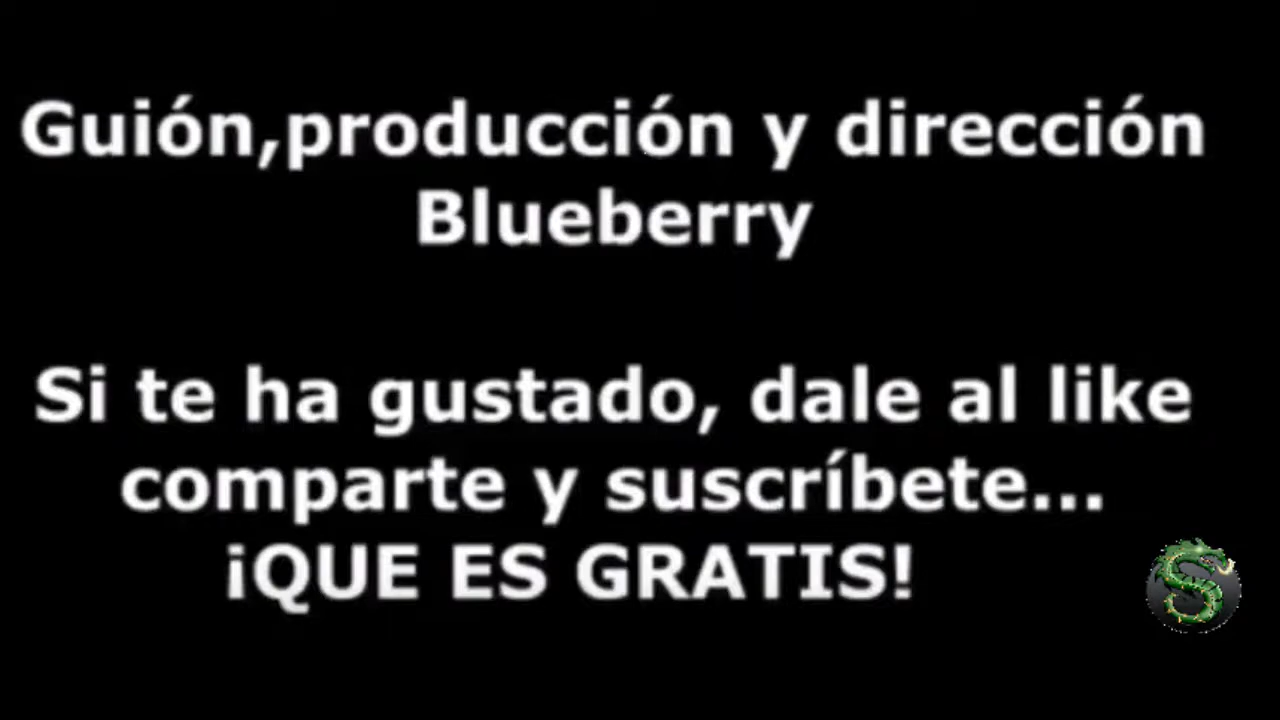 Guión,producción y dirección
Blueberry
Si te ha gustado, dale al like
comparte y suscríbete...
¡QUE ES GRATIS!